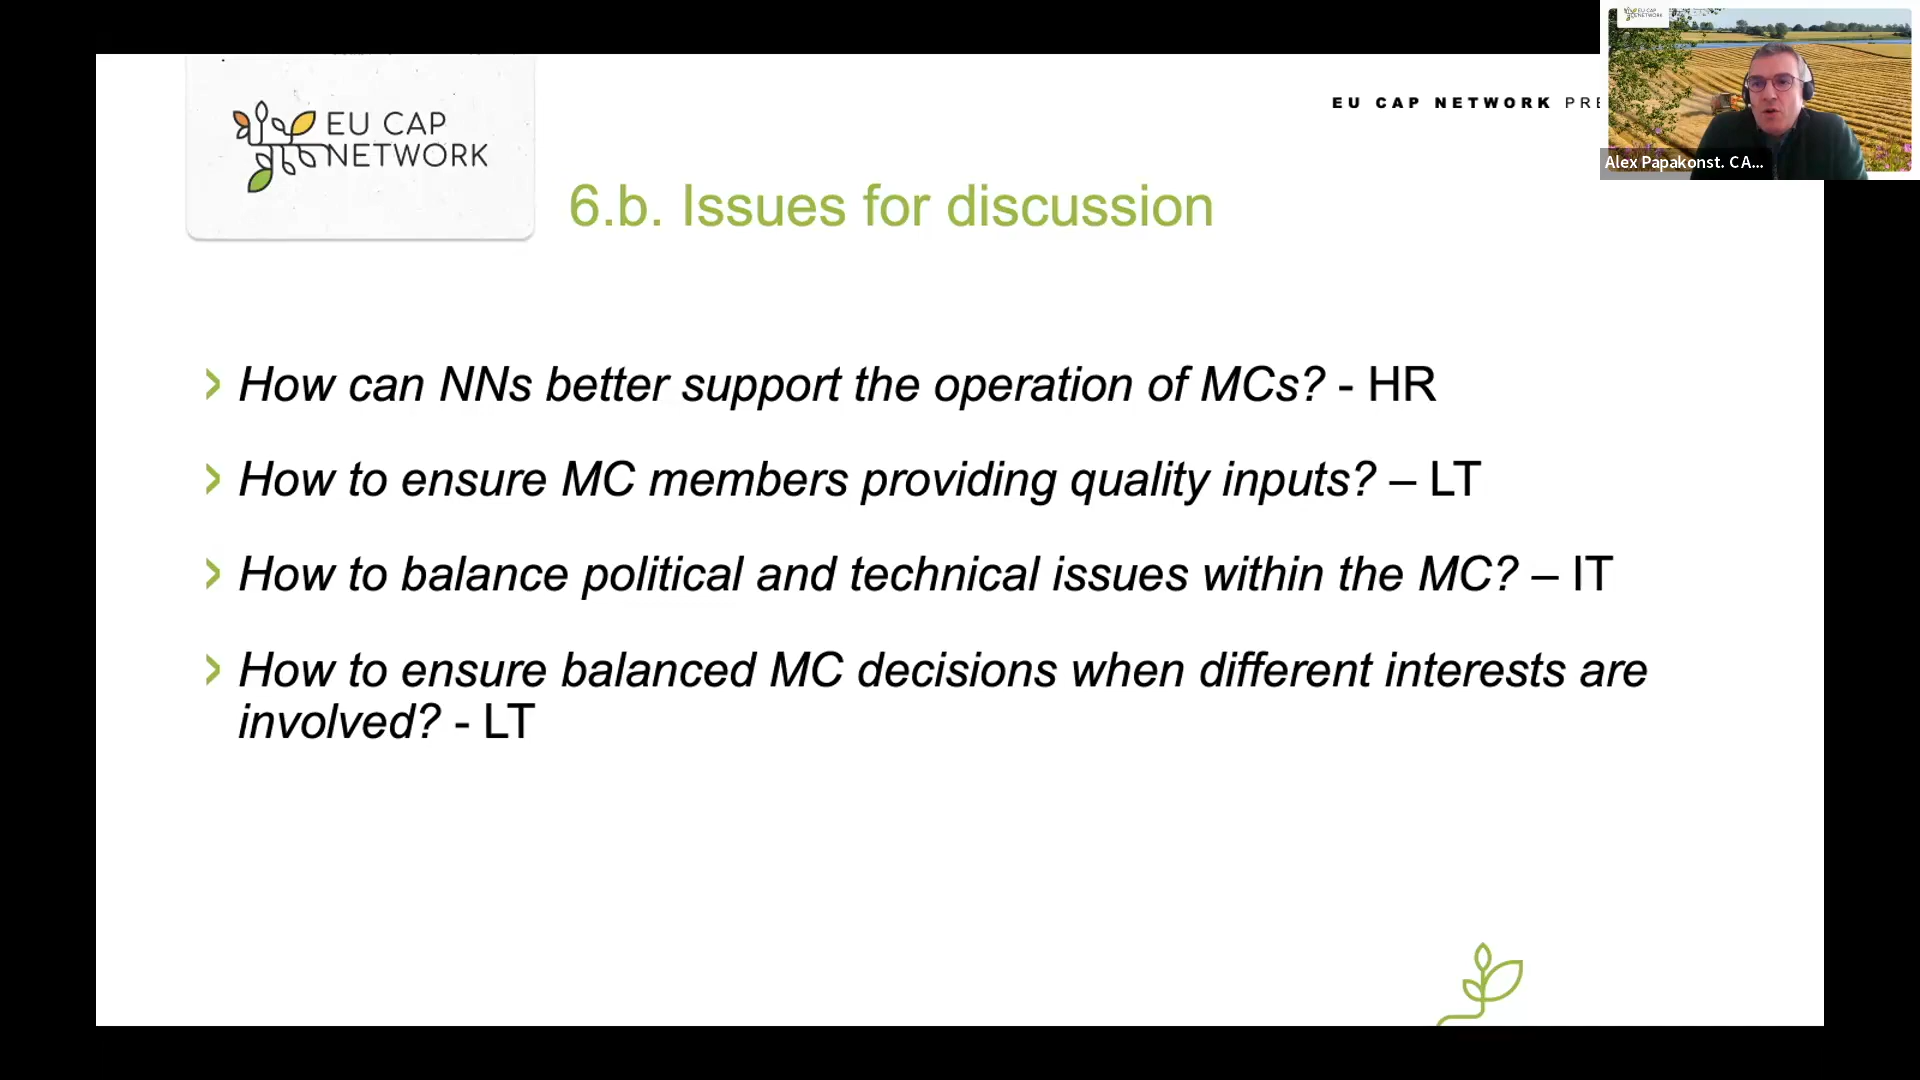 EU CAP
NETWORK
EU CAP NETWORK PRE
Alex Papakonst. CA...
6.b. Issues for discussion
How can NNs better support the operation of MCs? - HR
How to ensure MC members providing quality inputs? – LT
How to balance political and technical issues within the MC? – IT
How to ensure balanced MC decisions when different interests are
involved? - LT